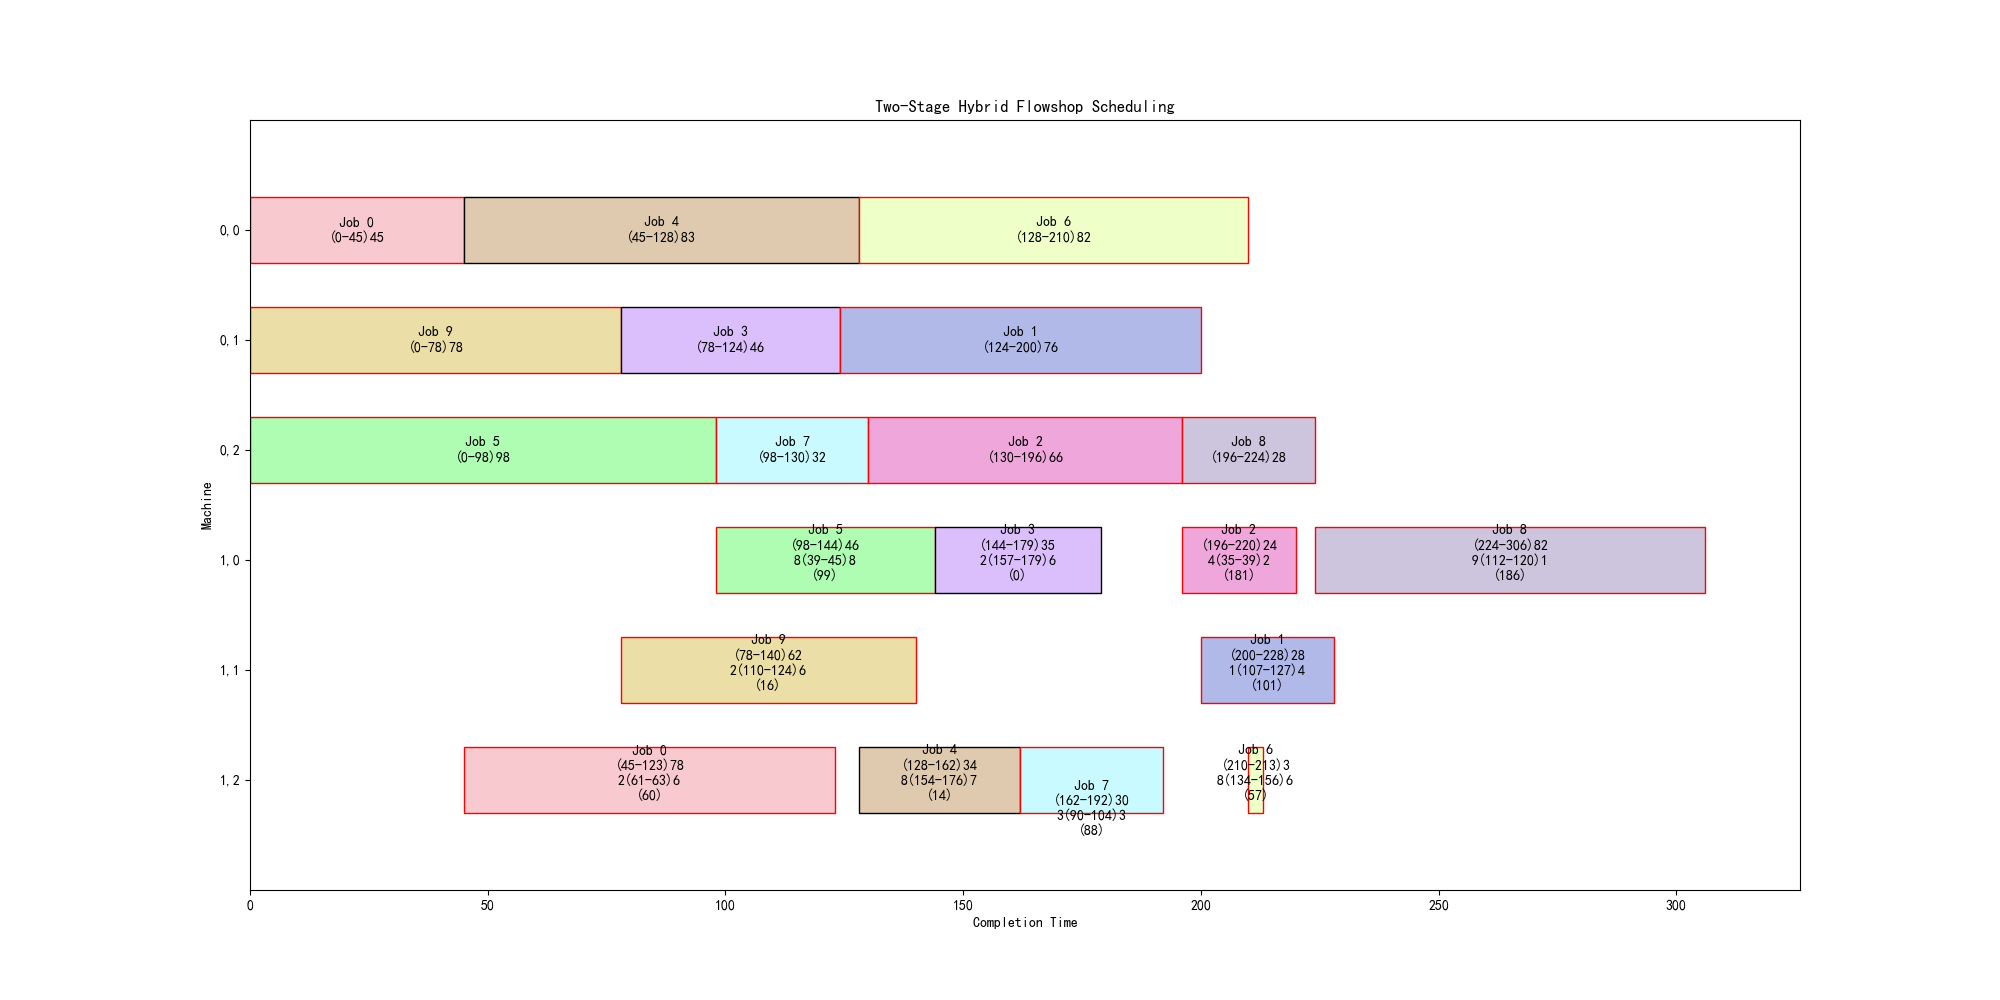 Two-Stage Hybrid Flowshop Scheduling
Machine
0,0
Job 0
(0-45)45
Job 4
(45-128)83
Job 6
(128-210)82
0,1
Job 9
(0-78)78
Job 3
(78-124)46
Job 1
(124-200)76
0,2
Job 5
(0-98)98
Job 7
(98-130)32
Job 2
(130-196)66
Job 8
(196-224)28
1,0
Job 5
(98-144)46
8(39-45)8
(99)
Job 3
(144-179)35
2(157-179)6
(0)
Job 2
(196-220)24
4(35-39)2
(181)
Job 8
(224-306)82
9(112-120)1
(186)
1,1
Job 9
(78-140)62
2(110-124)6
(16)
Job 1
(200-228)28
1(107-127)4
(101)
1,2
Job 0
(45-123)78
2(61-63)6
(60)
Job 4
(128-162)34
8(154-176)7
(14)
Job 7
(162-192)30
3(90-104)3
(88)
Job 6
(210-213)3
8(134-156)6
(57)
0
50
100
150
200
250
300
Completion Time